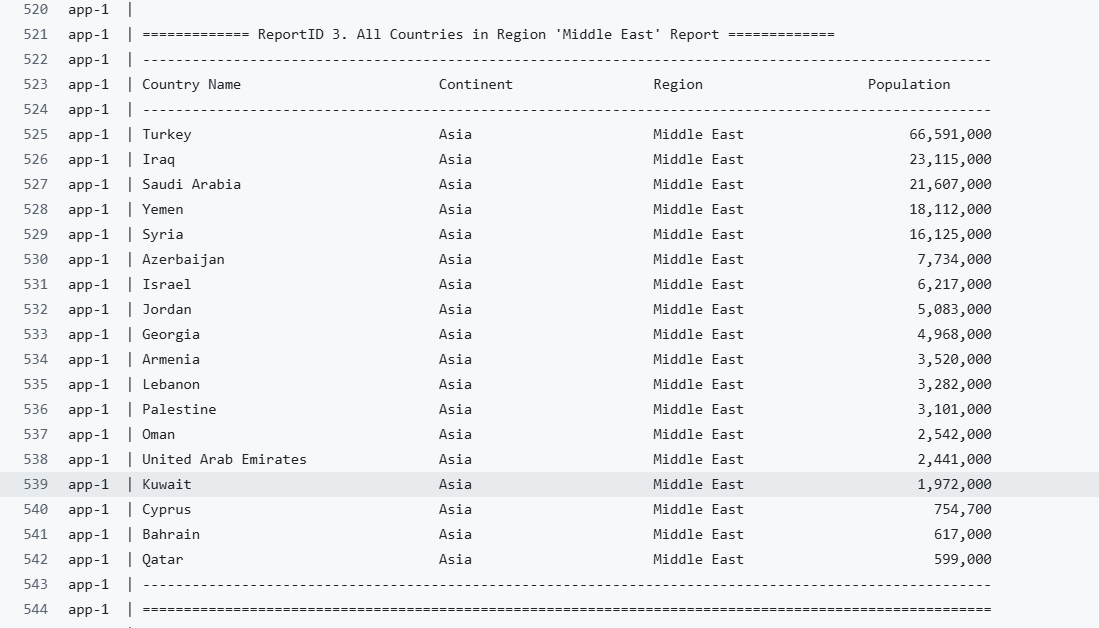 520 app-1 |
521 app-1 | ============= ReportID 3. All Countries in Region 'Middle East' Report =============
522 app-1 | -------------------------------------------------------------------------------------------------------
523 app-1 | Country Name Continent Region Population
524 app-1 | -------------------------------------------------------------------------------------------------------
525 app-1 | Turkey Asia Middle East 66,591,000
526 app-1 | Iraq Asia Middle East 23,115,000
527 app-1 | Saudi Arabia Asia Middle East 21,607,000
528 app-1 | Yemen Asia Middle East 18,112,000
529 app-1 | Syria Asia Middle East 16,125,000
530 app-1 | Azerbaijan Asia Middle East 7,734,000
531 app-1 | Israel Asia Middle East 6,217,000
532 app-1 | Jordan Asia Middle East 5,083,000
533 app-1 | Georgia Asia Middle East 4,968,000
534 app-1 | Armenia Asia Middle East 3,520,000
535 app-1 | Lebanon Asia Middle East 3,282,000
536 app-1 | Palestine Asia Middle East 3,101,000
537 app-1 | Oman Asia Middle East 2,542,000
538 app-1 | United Arab Emirates Asia Middle East 2,441,000
539 app-1 | Kuwait Asia Middle East 1,972,000
540 app-1 | Cyprus Asia Middle East 754,700
541 app-1 | Bahrain Asia Middle East 617,000
542 app-1 | Qatar Asia Middle East 599,000
543 app-1 | -------------------------------------------------------------------------------------------------------
544 app-1 | =======================================================================================================